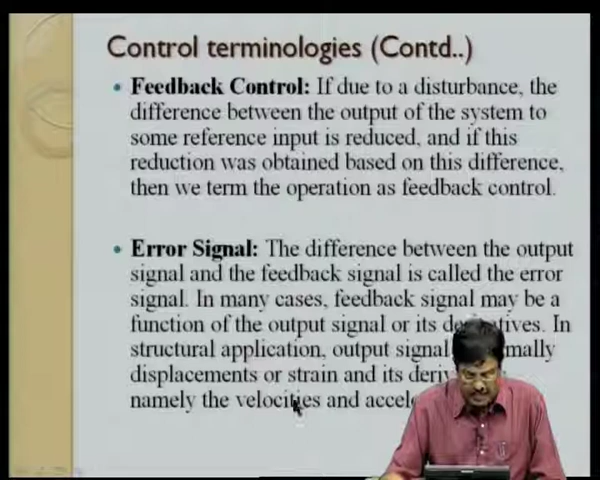 Control terminologies (Contd..)
• Feedback Control: If due to a disturbance, the
difference between the output of the system to
some reference input is reduced, and if this
reduction was obtained based on this difference,
then we term the operation as feedback control.
• Error Signal: The difference between the output
signal and the feedback signal is called the error
signal. In many cases, feedback signal may be a
function of the output signal or its In
structural application, output signal
displacements or strain and its
namely the velocities and